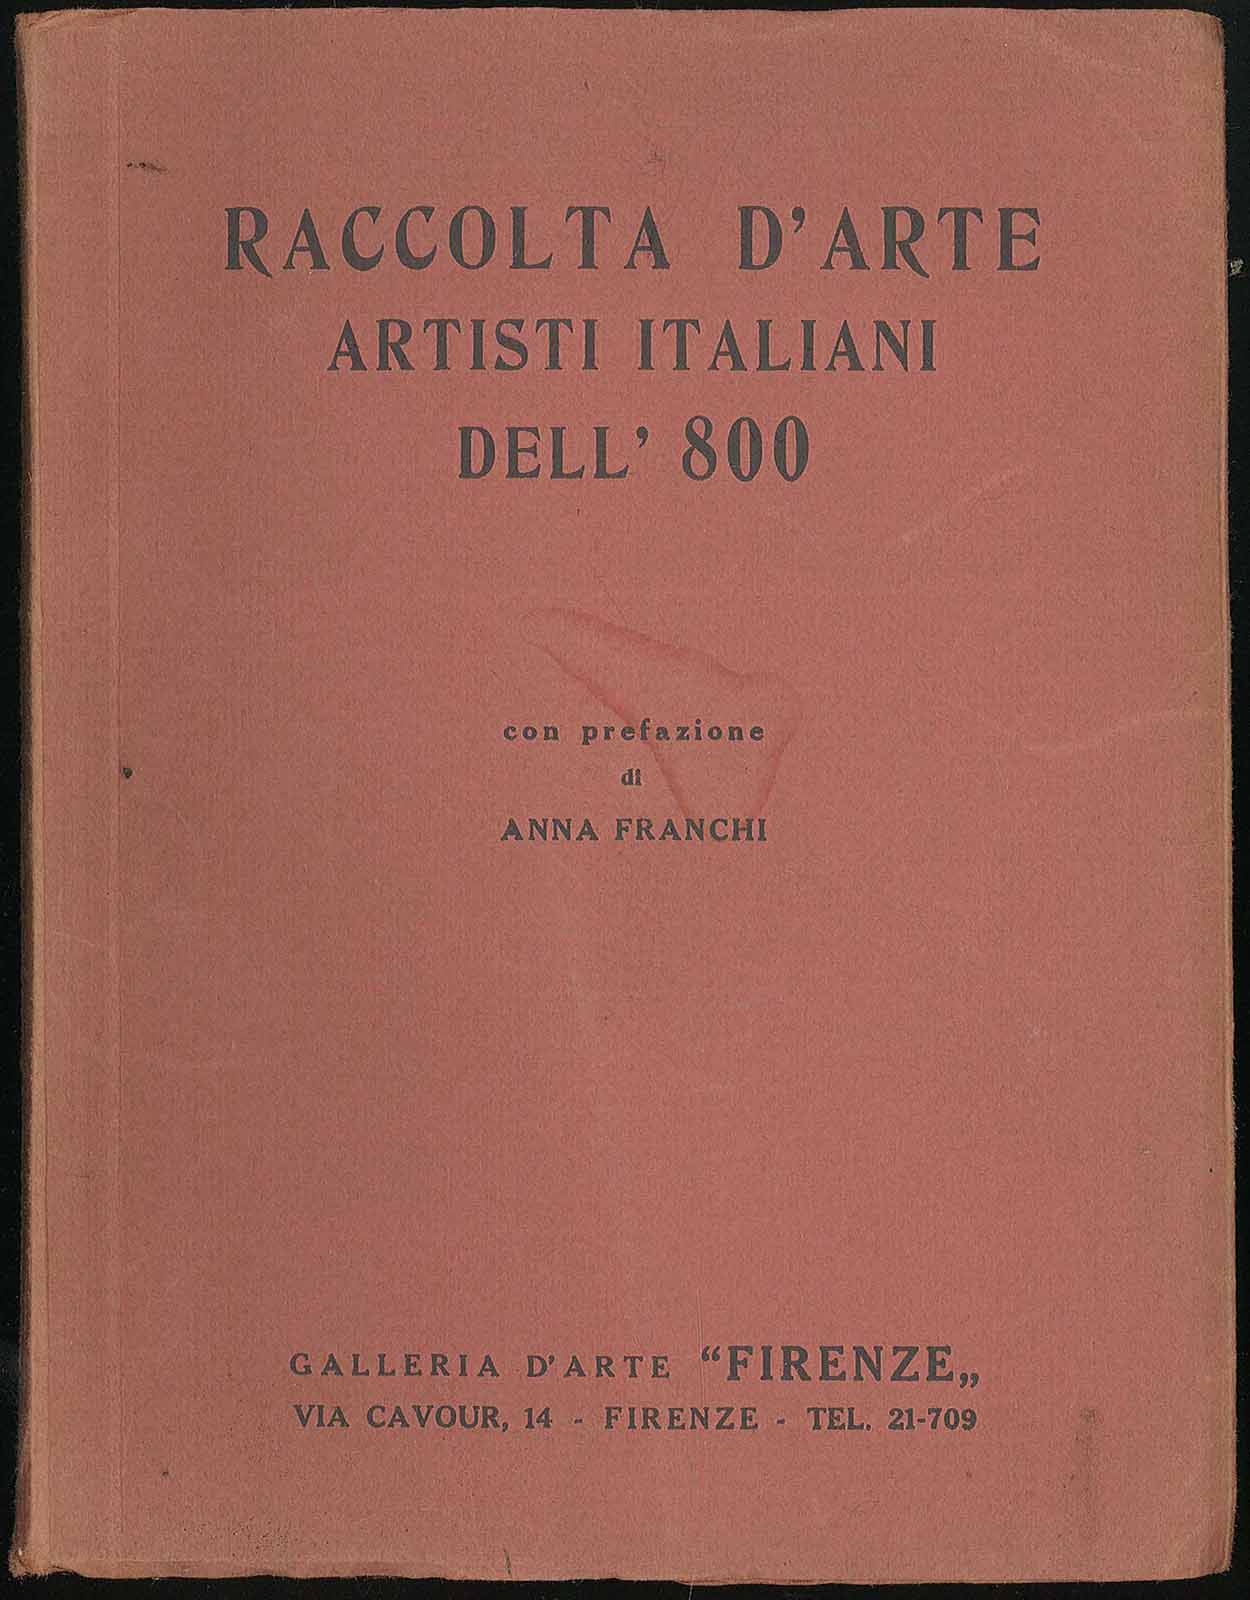 RACCOLTA D'ARTE
ARTISTI ITALIANI
DELL' 800
con prefazione
di
ANNA FRANCHI
GALLERIA D'ARTE “FIRENZE„
VIA CAVOUR, 14 - FIRENZE - TEL. 21-709